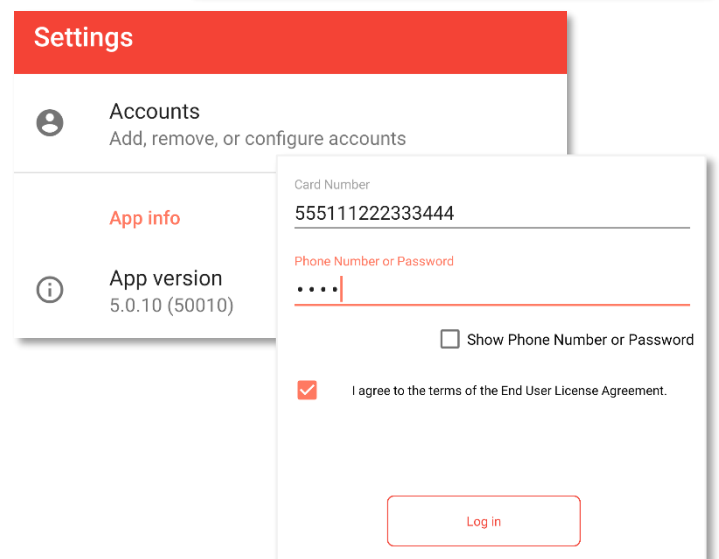 Settings
Accounts
Add, remove, or configure accounts
App info
App version
5.0.10 (50010)
Card Number
555111222333444
Phone Number or Password
••••
Show Phone Number or Password
I agree to the terms of the End User License Agreement.
Log in